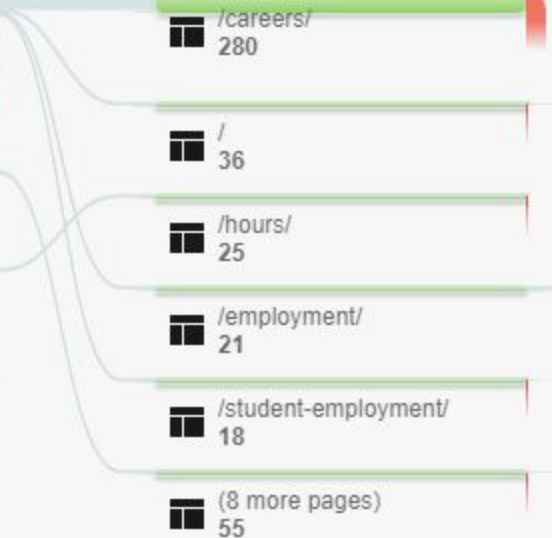 /careers/
280
/
36
/hours/
25
/employment/
21
/student-employment/
18
(8 more pages)
55